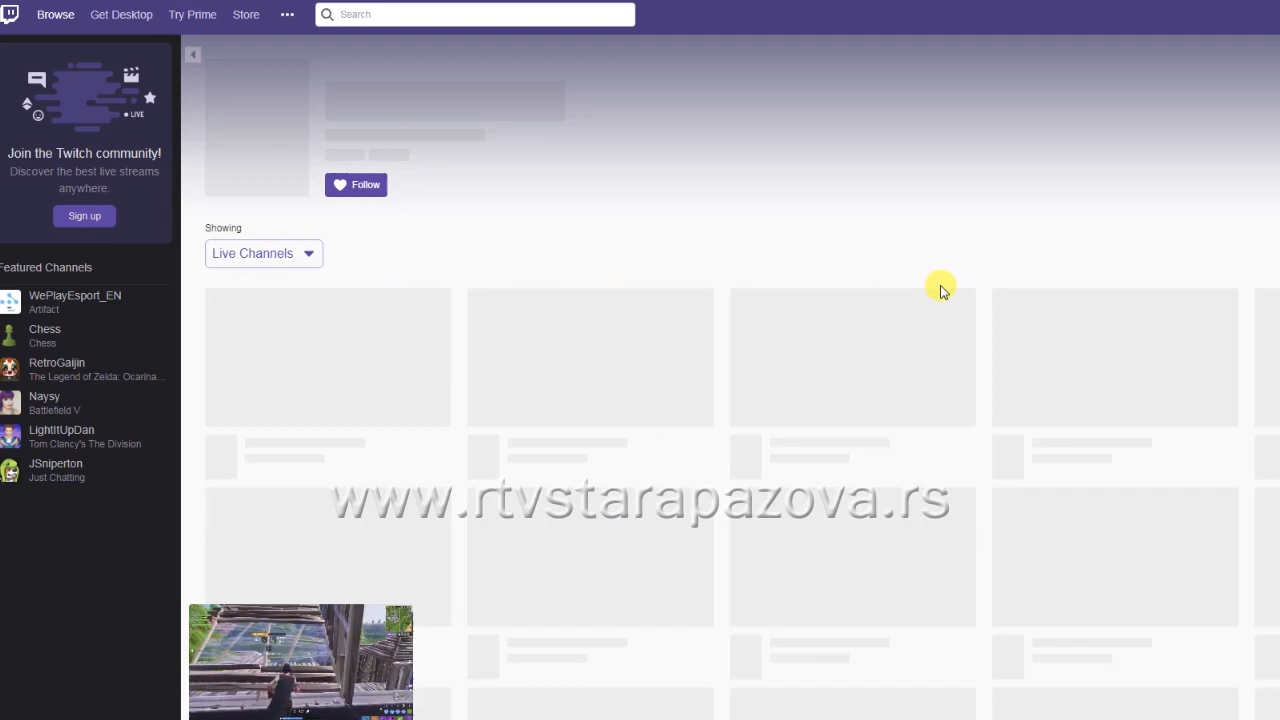 Browse Get Desktop Try Prime Store ••• Search
LIVE
Join the Twitch community!
Discover the best live streams
anywhere.
Sign up
Follow
Showing
Live Channels
Featured Channels
WePlayEsport_EN
Artifact
Chess
Chess
RetroGaijin
The Legend of Zelda: Ocarina...
Naysy
Battlefield V
LightItUpDan
Tom Clancy's The Division
JSniperton
Just Chatting
www.rtvstarapazova.rs